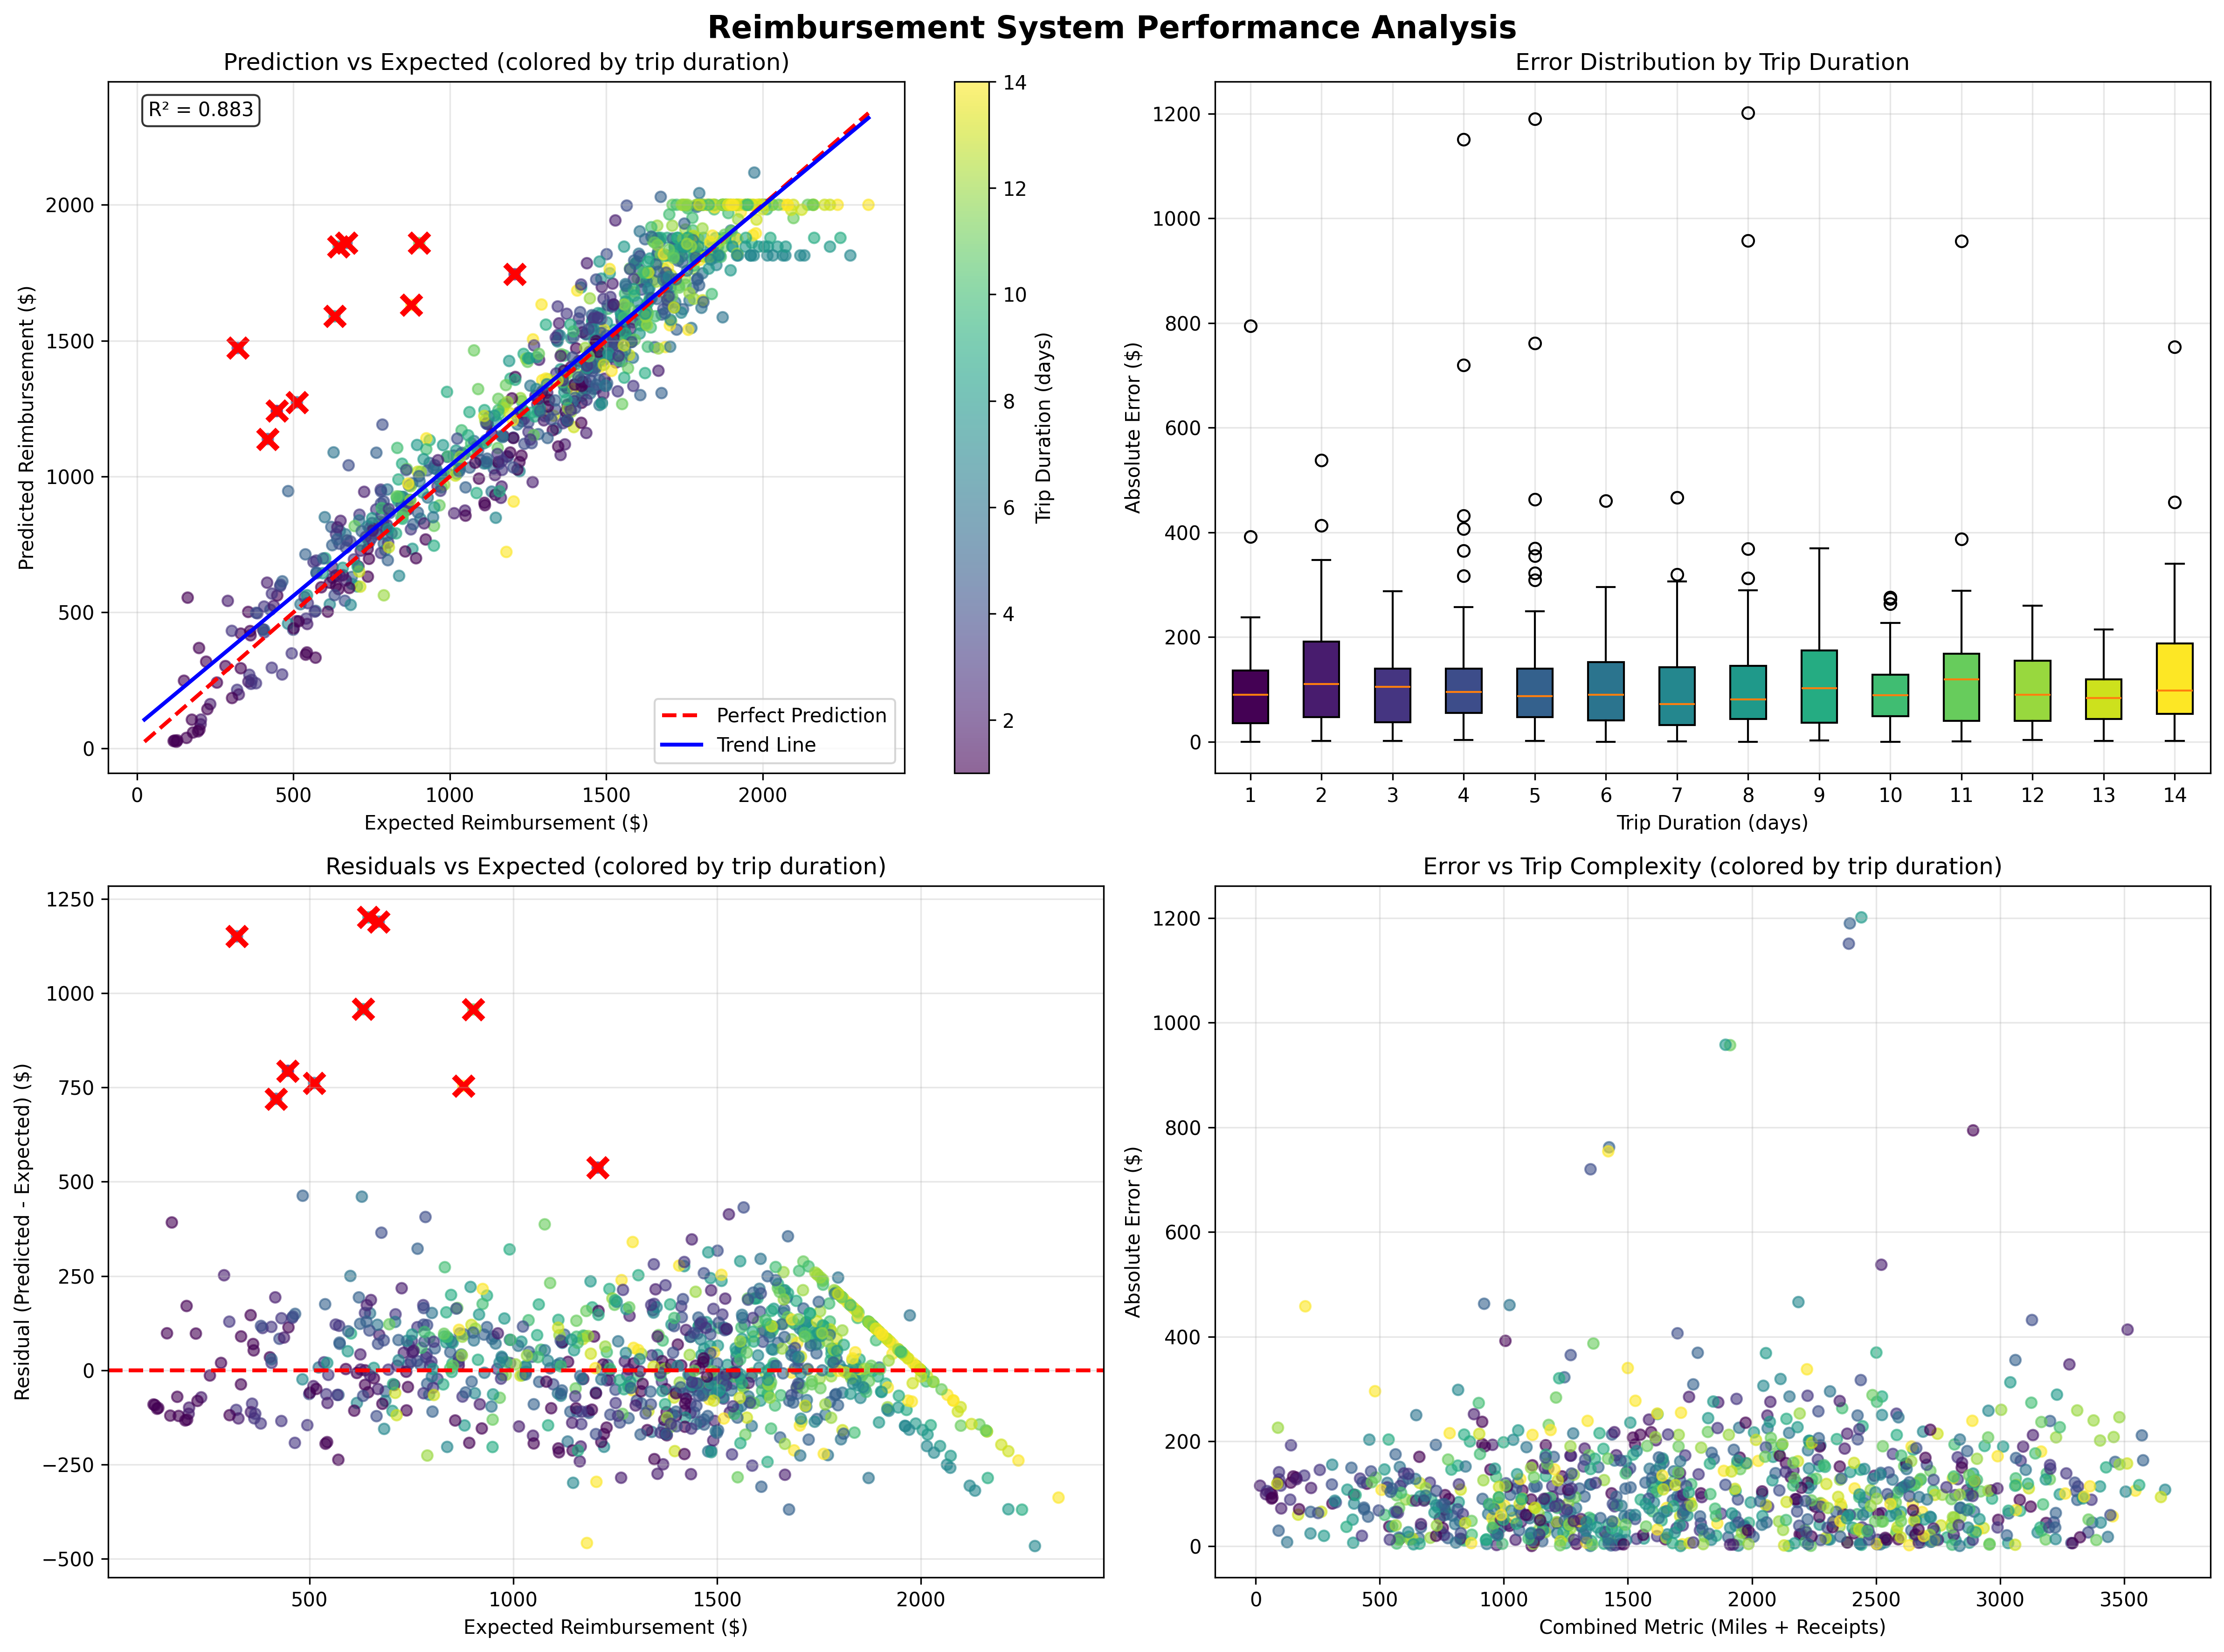 Reimbursement System Performance Analysis
Prediction vs Expected (colored by trip duration)
R² = 0.883
Predicted Reimbursement ($)
2000
1500
1000
500
0
0 500 1000 1500 2000
Expected Reimbursement ($)
Perfect Prediction
Trend Line
14
12
10
8
6
4
2
Trip Duration (days)
Error Distribution by Trip Duration
Absolute Error ($)
1200
1000
800
600
400
200
0
1 2 3 4 5 6 7 8 9 10 11 12 13 14
Trip Duration (days)
Residuals vs Expected (colored by trip duration)
Residual (Predicted - Expected) ($)
1250
1000
750
500
250
0
−250
−500
500 1000 1500 2000
Expected Reimbursement ($)
Error vs Trip Complexity (colored by trip duration)
Absolute Error ($)
1200
1000
800
600
400
200
0
0 500 1000 1500 2000 2500 3000 3500
Combined Metric (Miles + Receipts)